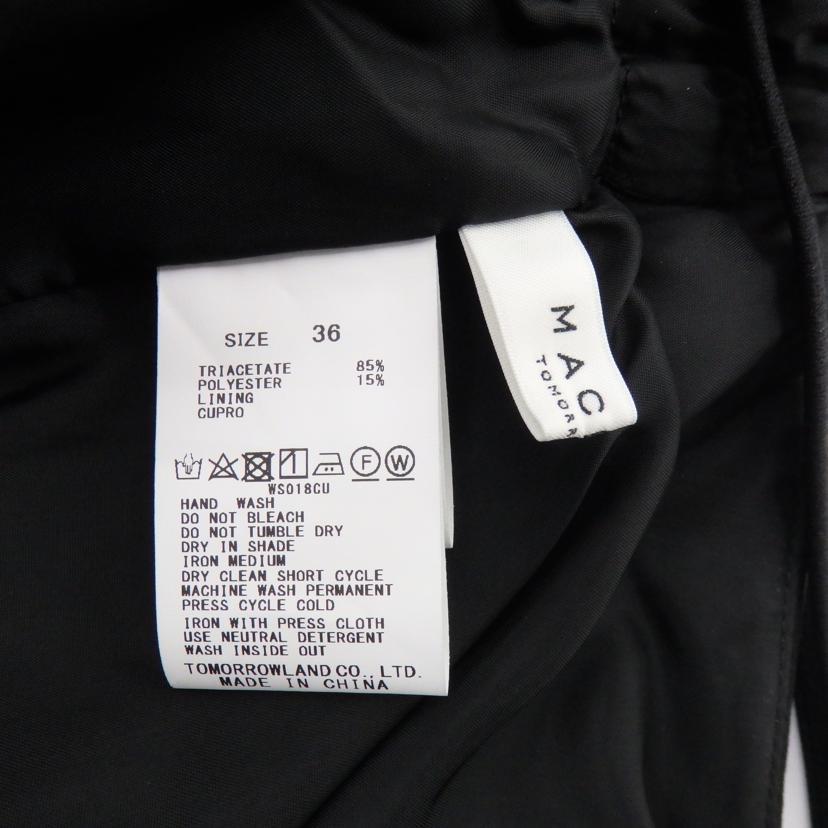 SIZE 36
TRIACETATE 85%
POLYESTER 15%
LINING
CUPRO
F W
WS018CU
HAND WASH
DO NOT BLEACH
DO NOT TUMBLE DRY
DRY IN SHADE
IRON MEDIUM
DRY CLEAN SHORT CYCLE
MACHINE WASH PERMANENT
PRESS CYCLE COLD
IRON WITH PRESS CLOTH
USE NEUTRAL DETERGENT
WASH INSIDE OUT
TOMORROWLAND CO., LTD.
MADE IN CHINA
MAC
TOMORR